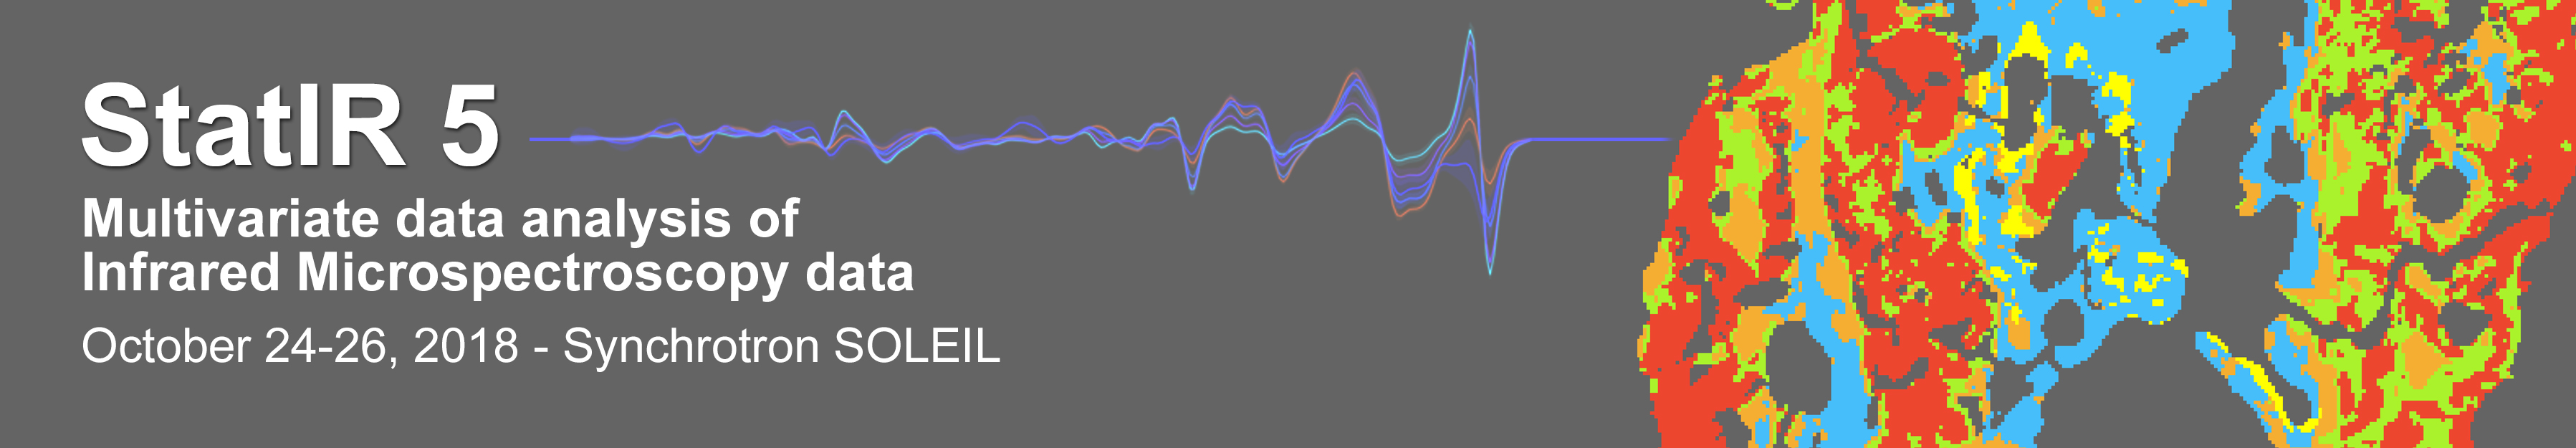 StatIR 5
Multivariate data analysis of
Infrared Microspectroscopy data
October 24-26, 2018 - Synchrotron SOLEIL